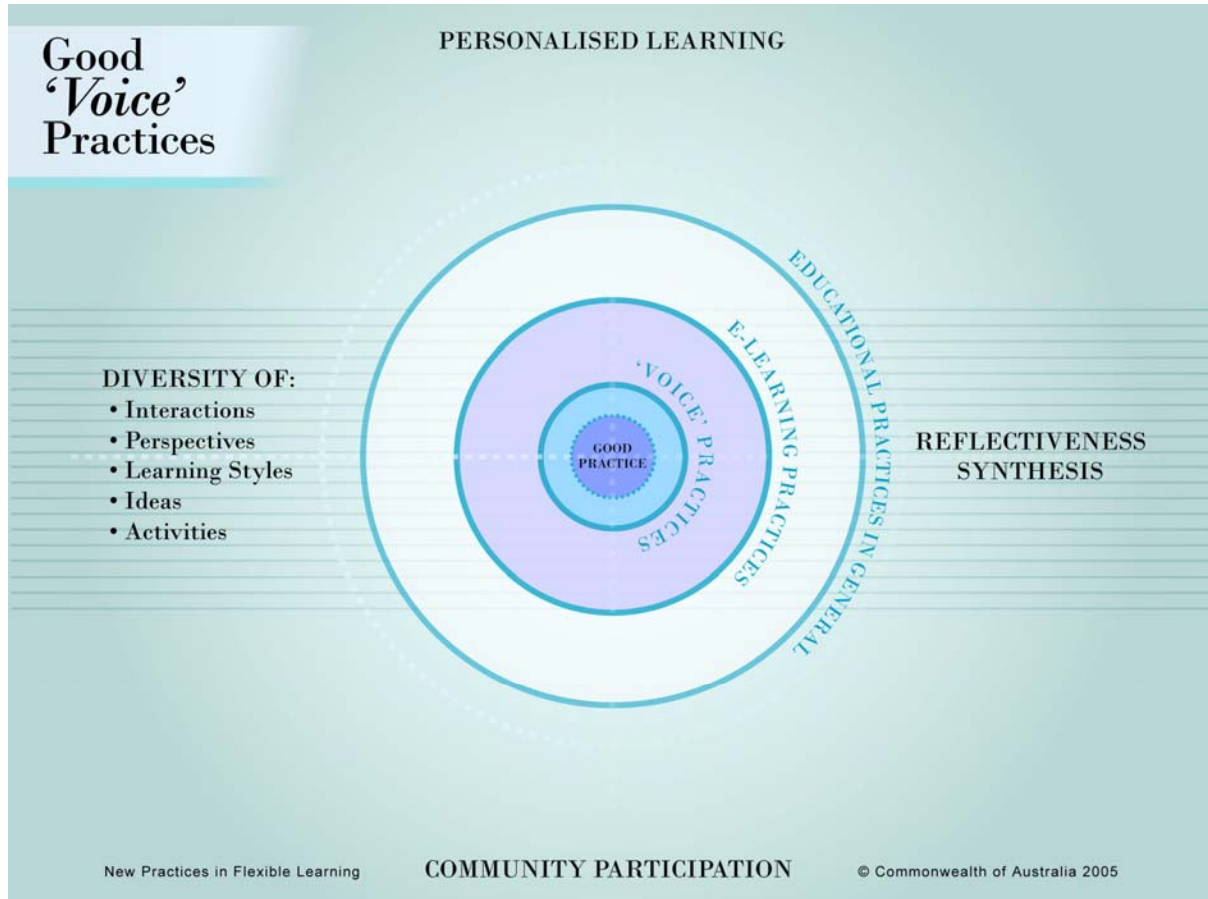 Good
‘Voice’
Practices
PERSONALISED LEARNING
DIVERSITY OF:
• Interactions
• Perspectives
• Learning Styles
• Ideas
• Activities
GOOD
PRACTICE
‘VOICE’ PRACTICES
E-LEARNING PRACTICES
EDUCATIONAL PRACTICES IN GENERAL
REFLECTIVENESS
SYNTHESIS
New Practices in Flexible Learning
COMMUNITY PARTICIPATION
© Commonwealth of Australia 2005